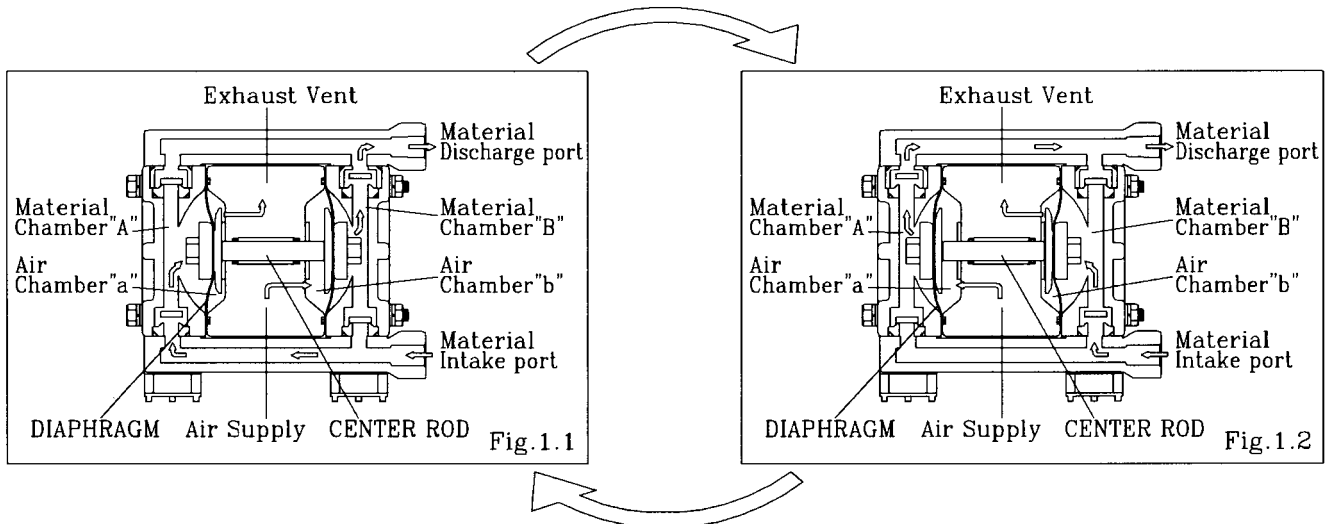 Exhaust Vent
Material
Discharge port
Material
Chamber"A"
Material
Chamber"B"
Air
Chamber"a"
Air
Chamber"b"
Material
Intake port
DIAPHRAGM
Air Supply
CENTER ROD
Fig.1.1
Exhaust Vent
Material
Discharge port
Material
Chamber"A"
Material
Chamber"B"
Air
Chamber"a"
Air
Chamber"b"
Material
Intake port
DIAPHRAGM
Air Supply
CENTER ROD
Fig.1.2